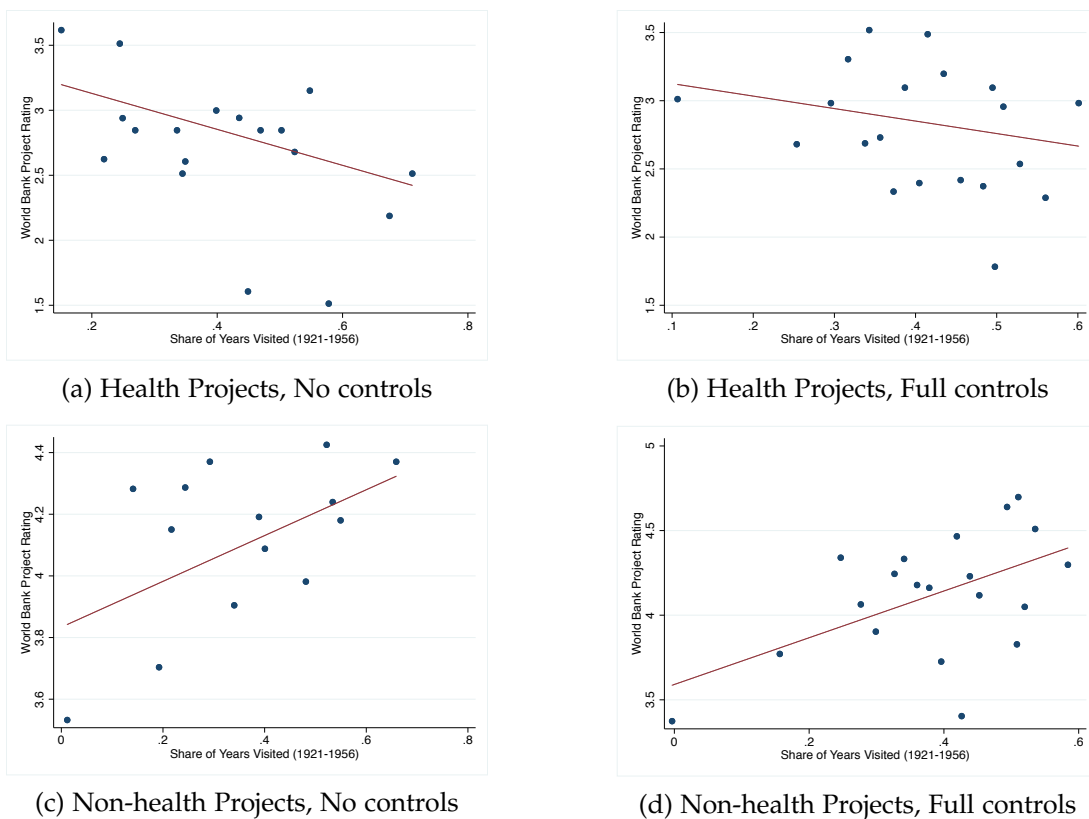 World Bank Project Rating
3.5
3
2.5
2
1.5
.2 .4 .6 .8
Share of Years Visited (1921-1956)
(a) Health Projects, No controls
World Bank Project Rating
3.5
3
2.5
2
1.5
.1 .2 .3 .4 .5 .6
Share of Years Visited (1921-1956)
(b) Health Projects, Full controls
World Bank Project Rating
4.4
4.2
4
3.8
3.6
0 .2 .4 .6 .8
Share of Years Visited (1921-1956)
(c) Non-health Projects, No controls
World Bank Project Rating
5
4.5
4
3.5
0 .2 .4 .6
Share of Years Visited (1921-1956)
(d) Non-health Projects, Full controls